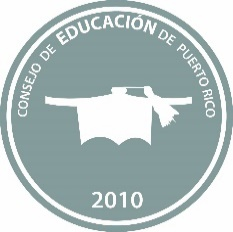 CONSEJO DE EDUCACIÓN DE PUERTO RICO
2010